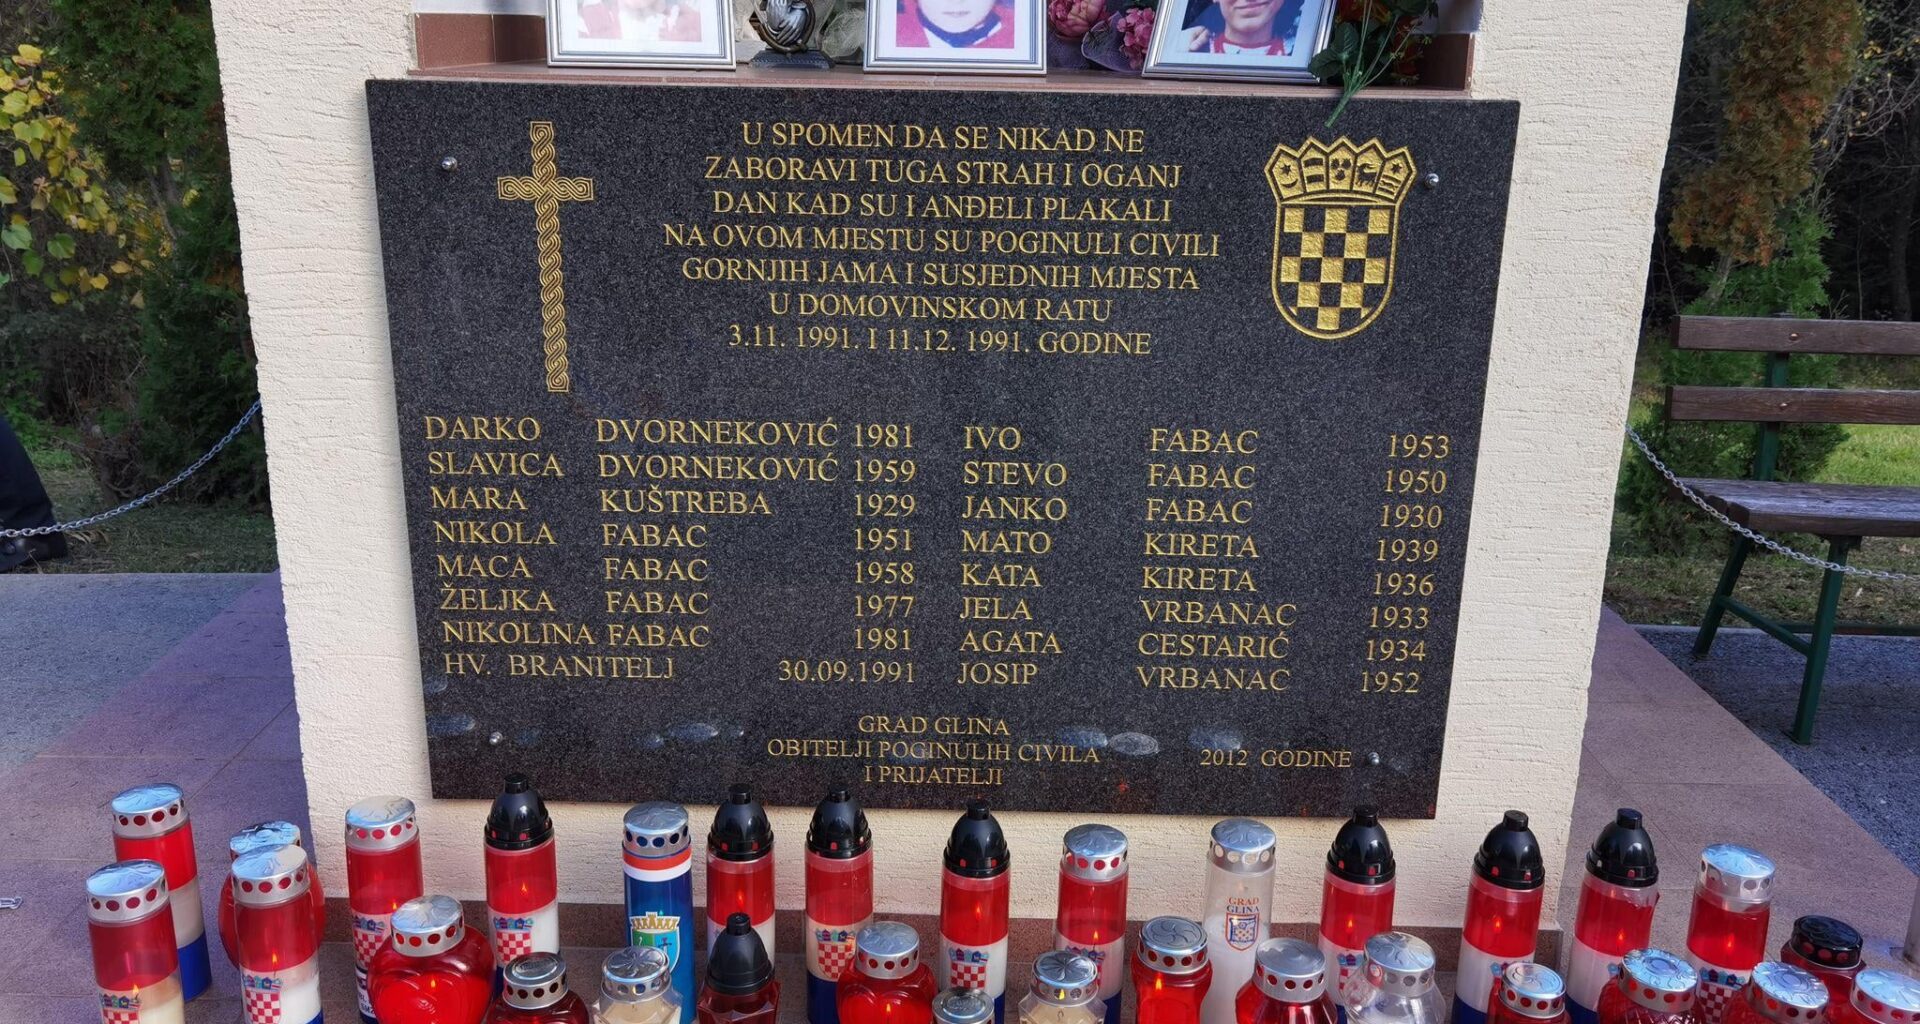 U SPOMEN DA SE NIKAD NE
ZABORAVI TUGA STRAH I OGANJ
DAN KAD SU I ANĐELI PLAKALI
NA OVOM MJESTU SU POGINULI CIVILI
GORNJIH JAMA I SUSJEDNIH MJESTA
U DOMOVINSKOM RATU
3.11. 1991. I 11.12. 1991. GODINE
DARKO DVORNEKOVIĆ 1981
SLAVICA DVORNEKOVIĆ 1959
MARA KUŠTREBA 1929
NIKOLA FABAC 1951
MACA FABAC 1958
ŽELJKA FABAC 1977
NIKOLINA FABAC 1981
HV. BRANITELJ 30.09.1991
IVO FABAC 1953
STEVO FABAC 1950
JANKO FABAC 1930
MATO KIRETA 1939
KATA KIRETA 1936
JELA VRBANAC 1933
AGATA CESTARIĆ 1934
JOSIP VRBANAC 1952
GRAD GLINA
OBITELJI POGINULIH CIVILA
I PRIJATELJI
2012 GODINE
GRAD
GLINA